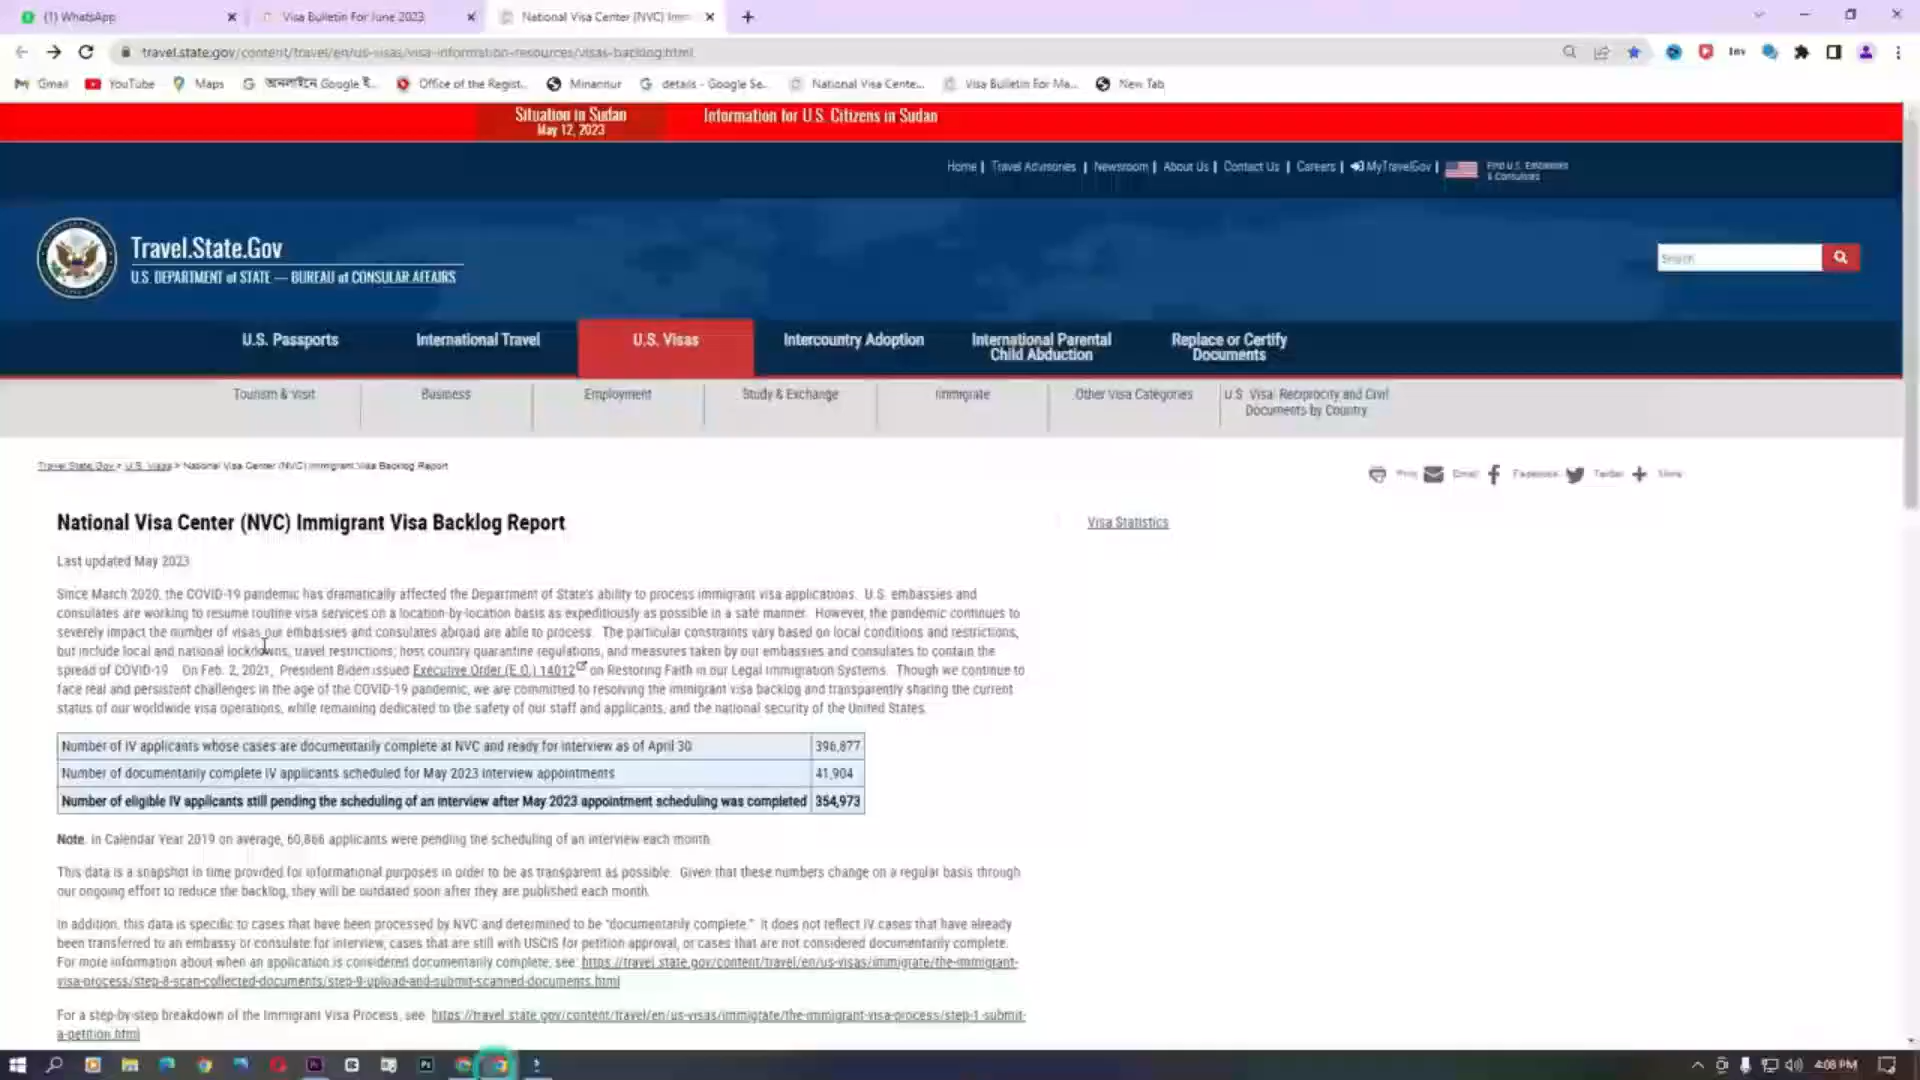 (1) WhatsApp
Visa Bulletin For June 2023
National Visa Center (NVC) Immi
travel.state.gov/content/travel/en/us-visas/visa-information-resources/visas-backlog.html
Inv
Gmail
YouTube
Maps
অনলাইনে Google ই...
Office of the Regist...
Minannur
details - Google Se...
National Visa Cente...
Visa Bulletin For Ma...
New Tab
Situation in Sudan
May 12, 2023
Information for U.S. Citizens in Sudan
Home | Travel Advisories | Newsroom | About Us | Contact Us | Careers | MyTravelGov |
Find U.S. Embassies
& Consulates
Travel.State.Gov
U.S. DEPARTMENT of STATE — BUREAU of CONSULAR AFFAIRS
Search
U.S. Passports
International Travel
U.S. Visas
Intercountry Adoption
International Parental
Child Abduction
Replace or Certify
Documents
Tourism & Visit
Business
Employment
Study & Exchange
Immigrate
Other Visa Categories
U.S. Visa: Reciprocity and Civil
Documents by Country
Travel.State.Gov > U.S. Visas > National Visa Center (NVC) Immigrant Visa Backlog Report
Print
Email
Facebook
Twitter
More
National Visa Center (NVC) Immigrant Visa Backlog Report
Visa Statistics
Last updated May 2023
Since March 2020, the COVID-19 pandemic has dramatically affected the Department of State's ability to process immigrant visa applications. U.S. embassies and
consulates are working to resume routine visa services on a location-by-location basis as expeditiously as possible in a safe manner. However, the pandemic continues to
severely impact the number of visas our embassies and consulates abroad are able to process. The particular constraints vary based on local conditions and restrictions,
but include local and national lockdowns, travel restrictions; host country quarantine regulations, and measures taken by our embassies and consulates to contain the
spread of COVID-19. On Feb. 2, 2021, President Biden issued Executive Order (E.O.) 14012 on Restoring Faith in our Legal Immigration Systems. Though we continue to
face real and persistent challenges in the age of the COVID-19 pandemic, we are committed to resolving the immigrant visa backlog and transparently sharing the current
status of our worldwide visa operations, while remaining dedicated to the safety of our staff and applicants, and the national security of the United States.
Number of IV applicants whose cases are documentarily complete at NVC and ready for interview as of April 30 396,877
Number of documentarily complete IV applicants scheduled for May 2023 interview appointments 41,904
Number of eligible IV applicants still pending the scheduling of an interview after May 2023 appointment scheduling was completed 354,973
Note: In Calendar Year 2019 on average, 60,866 applicants were pending the scheduling of an interview each month.
This data is a snapshot in time provided for informational purposes in order to be as transparent as possible. Given that these numbers change on a regular basis through
our ongoing effort to reduce the backlog, they will be outdated soon after they are published each month.
In addition, this data is specific to cases that have been processed by NVC and determined to be "documentarily complete." It does not reflect IV cases that have already
been transferred to an embassy or consulate for interview, cases that are still with USCIS for petition approval, or cases that are not considered documentarily complete.
For more information about when an application is considered documentarily complete, see: https://travel.state.gov/content/travel/en/us-visas/immigrate/the-immigrant-
visa-process/step-8-scan-collected-documents/step-9-upload-and-submit-scanned-documents.html
For a step-by-step breakdown of the Immigrant Visa Process, see: https://travel.state.gov/content/travel/en/us-visas/immigrate/the-immigrant-visa-process/step-1-submit-
a-petition.html
4:08 PM